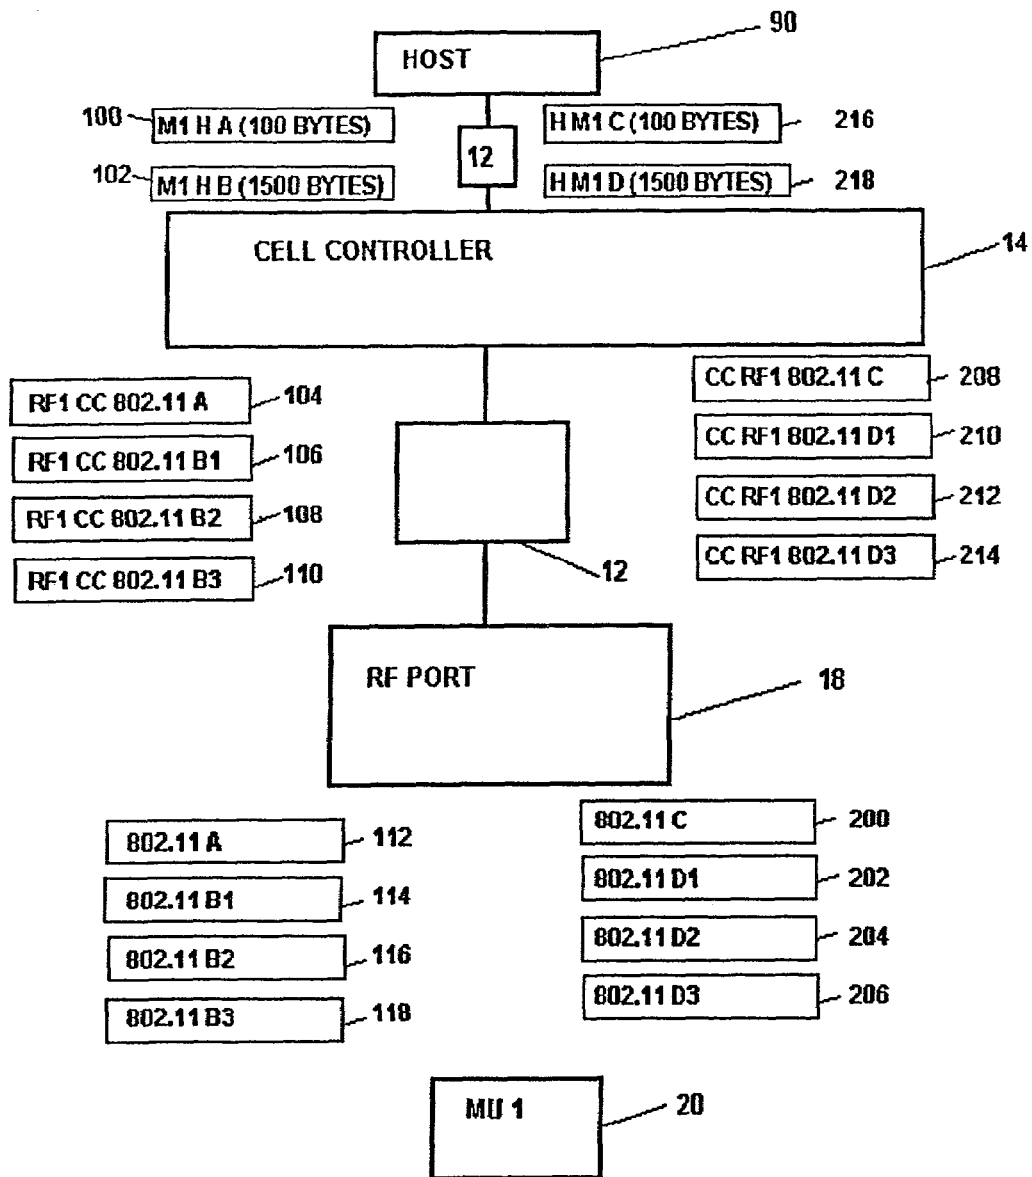 90
HOST
100
M1 H A (100 BYTES)
H M1 C (100 BYTES)
216
12
102
M1 H B (1500 BYTES)
H M1 D (1500 BYTES)
218
CELL CONTROLLER
14
RF1 CC 802.11 A
104
CC RF1 802.11 C
208
RF1 CC 802.11 B1
106
CC RF1 802.11 D1
210
RF1 CC 802.11 B2
108
CC RF1 802.11 D2
212
RF1 CC 802.11 B3
110
CC RF1 802.11 D3
214
12
RF PORT
18
802.11 A
112
802.11 C
200
802.11 B1
114
802.11 D1
202
802.11 B2
116
802.11 D2
204
802.11 B3
118
802.11 D3
206
MU 1
20